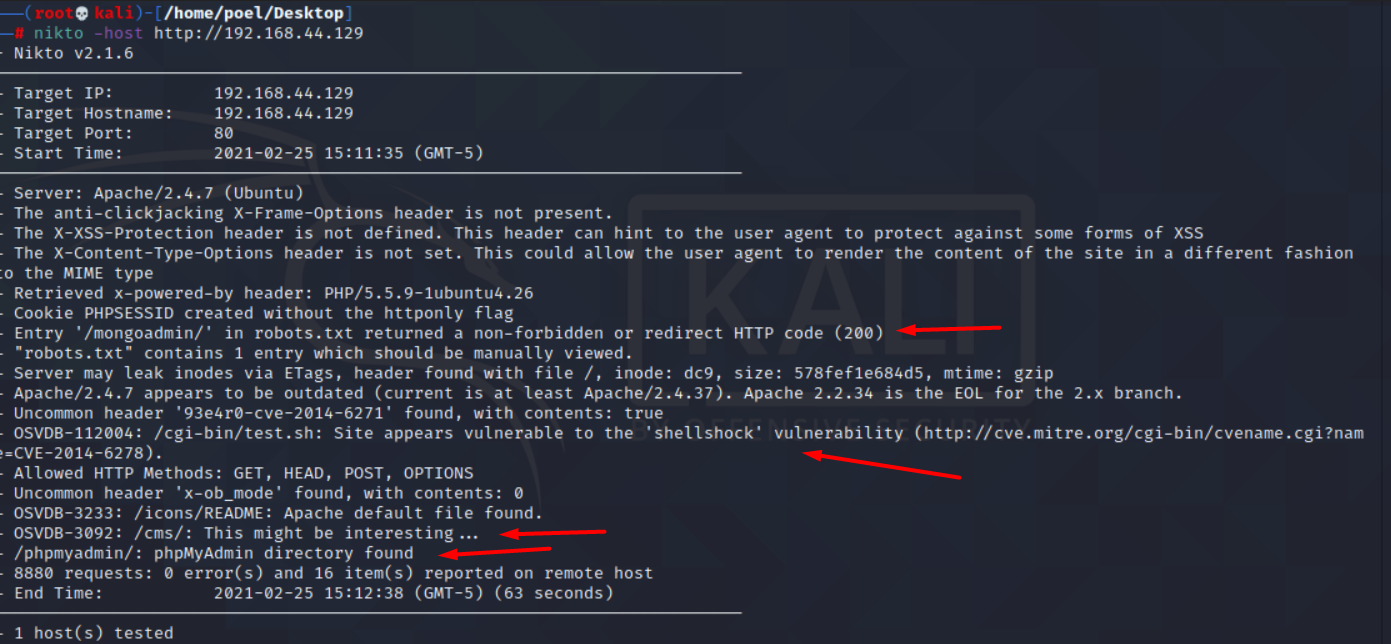 (root💀kali)-[/home/poel/Desktop]
# nikto -host http://192.168.44.129
- Nikto v2.1.6
- Target IP: 192.168.44.129
- Target Hostname: 192.168.44.129
- Target Port: 80
- Start Time: 2021-02-25 15:11:35 (GMT-5)
- Server: Apache/2.4.7 (Ubuntu)
- The anti-clickjacking X-Frame-Options header is not present.
- The X-XSS-Protection header is not defined. This header can hint to the user agent to protect against some forms of XSS
- The X-Content-Type-Options header is not set. This could allow the user agent to render the content of the site in a different fashion
to the MIME type
- Retrieved x-powered-by header: PHP/5.5.9-1ubuntu4.26
- Cookie PHPSESSID created without the httponly flag
- Entry '/mongoadmin/' in robots.txt returned a non-forbidden or redirect HTTP code (200)
- "robots.txt" contains 1 entry which should be manually viewed.
- Server may leak inodes via ETags, header found with file /, inode: dc9, size: 578fef1e684d5, mtime: gzip
- Apache/2.4.7 appears to be outdated (current is at least Apache/2.4.37). Apache 2.2.34 is the EOL for the 2.x branch.
- Uncommon header '93e4r0-cve-2014-6271' found, with contents: true
- OSVDB-112004: /cgi-bin/test.sh: Site appears vulnerable to the 'shellshock' vulnerability (http://cve.mitre.org/cgi-bin/cvename.cgi?nam
e=CVE-2014-6278).
- Allowed HTTP Methods: GET, HEAD, POST, OPTIONS
- Uncommon header 'x-ob_mode' found, with contents: 0
- OSVDB-3233: /icons/README: Apache default file found.
- OSVDB-3092: /cms/: This might be interesting...
- /phpmyadmin/: phpMyAdmin directory found
- 8880 requests: 0 error(s) and 16 item(s) reported on remote host
- End Time: 2021-02-25 15:12:38 (GMT-5) (63 seconds)
- 1 host(s) tested
KALI
BY OFFENSIVE SECURITY